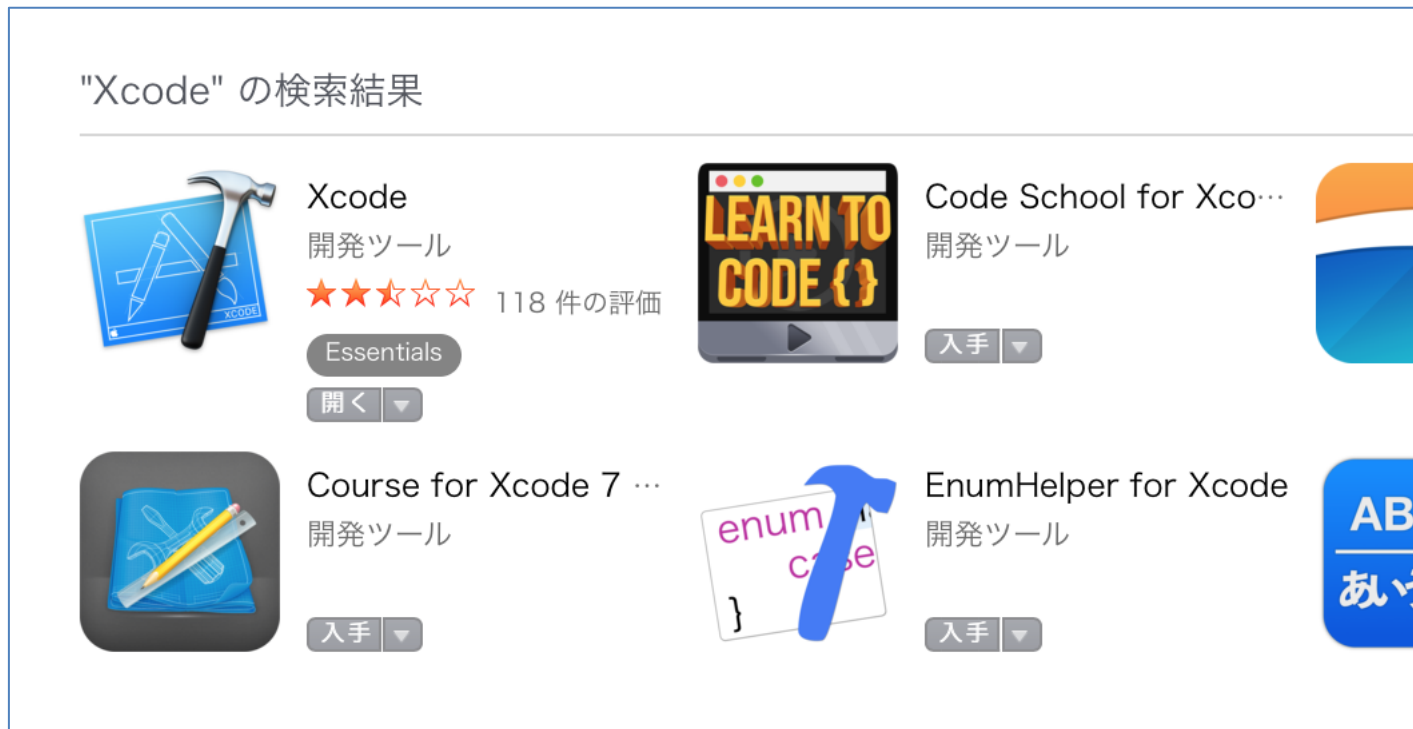 "Xcode" の検索結果
Xcode
開発ツール
118 件の評価
Essentials
開く
XCODE
LEARN TO
CODE { }
Code School for Xco…
開発ツール
入手
Course for Xcode 7 …
開発ツール
入手
enum
case
}
EnumHelper for Xcode
開発ツール
入手
AB
あい